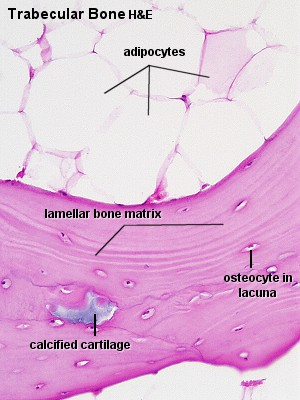 Trabecular Bone H&E
adipocytes
lamellar bone matrix
osteocyte in
lacuna
calcified cartilage